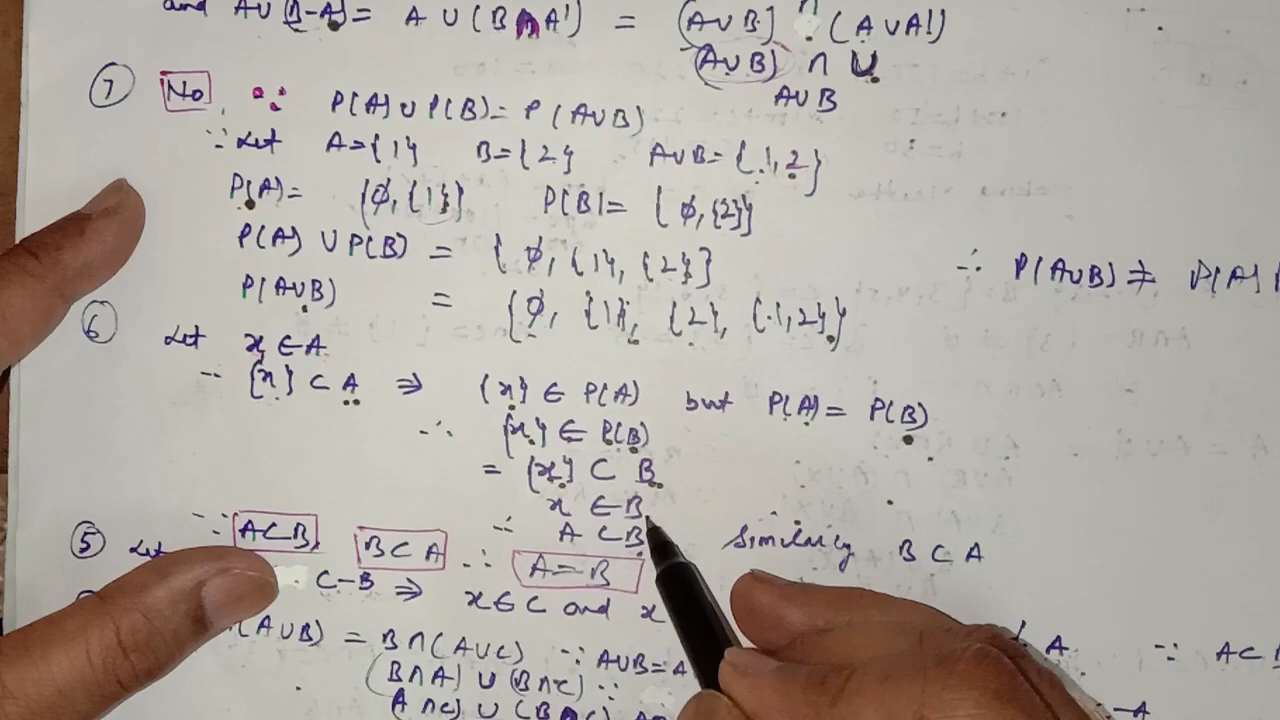 and A∪(B-A)= A ∪ (B ∩ A') = (A∪B) ∩ (A∪A')
(A∪B) ∩ U
A∪B
⑦ No ∵ P(A) ∪ P(B)= P(A∪B)
∵ Let A={1} B={2} A∪B={1,2}
P(A)= {∅,{1}} P(B)= {∅,{2}}
P(A) ∪ P(B) = {∅, {1}, {2}} ∴ P(A∪B) ≠ P(A)
P(A∪B) = {∅, {1}, {2}, {1,2}}
⑥ Let x ∈ A
{x} ⊂ A ⇒ {x} ∈ P(A) but P(A)= P(B)
∴ {x} ∈ P(B)
= {x} ⊂ B
x ∈ B
∴ A ⊂ B Similarly B ⊂ A
∵ A⊂B, B⊂A ∴ A=B
⑤ Let C-B ⇒ x∈C and x
(A∪B) = B∩(A∪C) ∵ A∪B=A
A ∵ A⊂
(B∩A) ∪ (B∩C) ∵
(A∩C) ∪ (B∩C)
-A